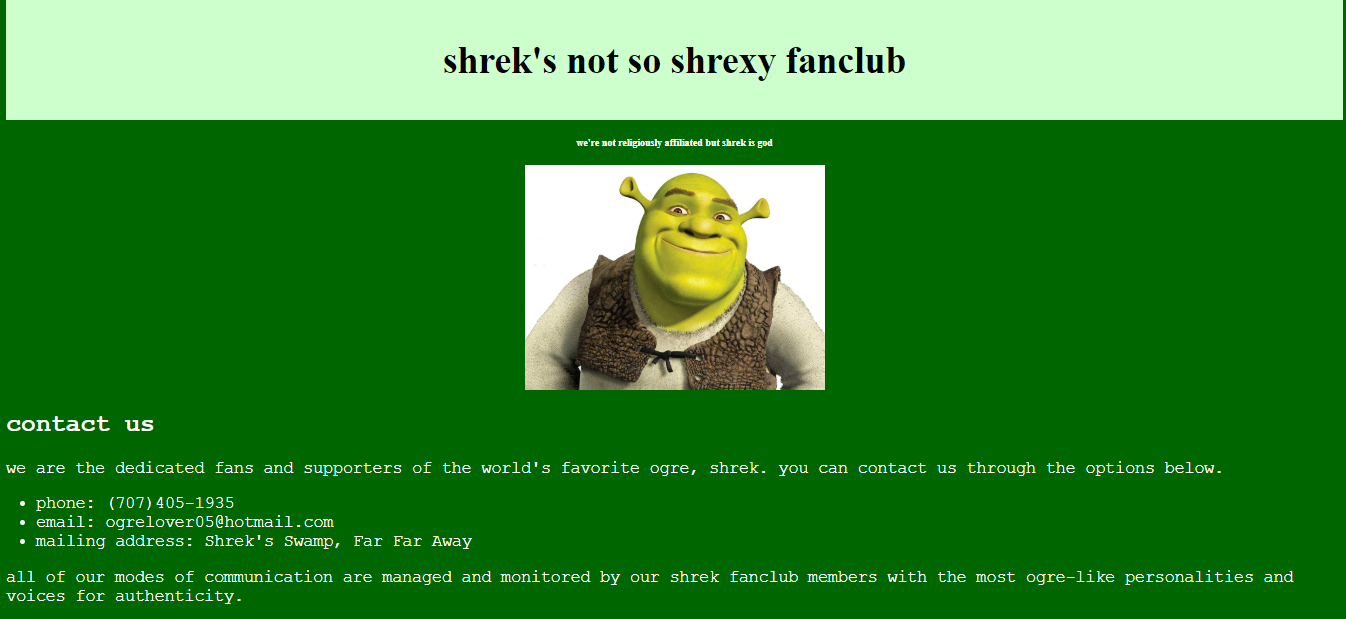 shrek's not so shrexy fanclub
we're not religiously affiliated but shrek is god
contact us
we are the dedicated fans and supporters of the world's favorite ogre, shrek. you can contact us through the options below.
• phone: (707)405-1935
• email: ogrelover05@hotmail.com
• mailing address: Shrek's Swamp, Far Far Away
all of our modes of communication are managed and monitored by our shrek fanclub members with the most ogre-like personalities and
voices for authenticity.